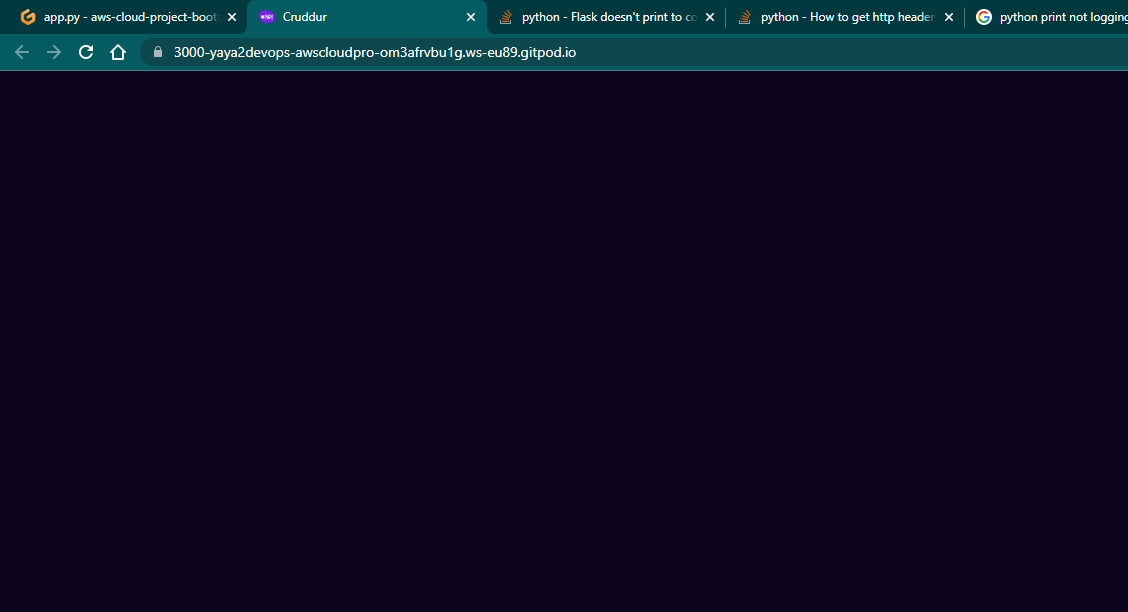 app.py - aws-cloud-project-boot
Cruddur
python - Flask doesn't print to co
python - How to get http header
python print not logging
3000-yaya2devops-awscloudpro-om3afrvbu1g.ws-eu89.gitpod.io